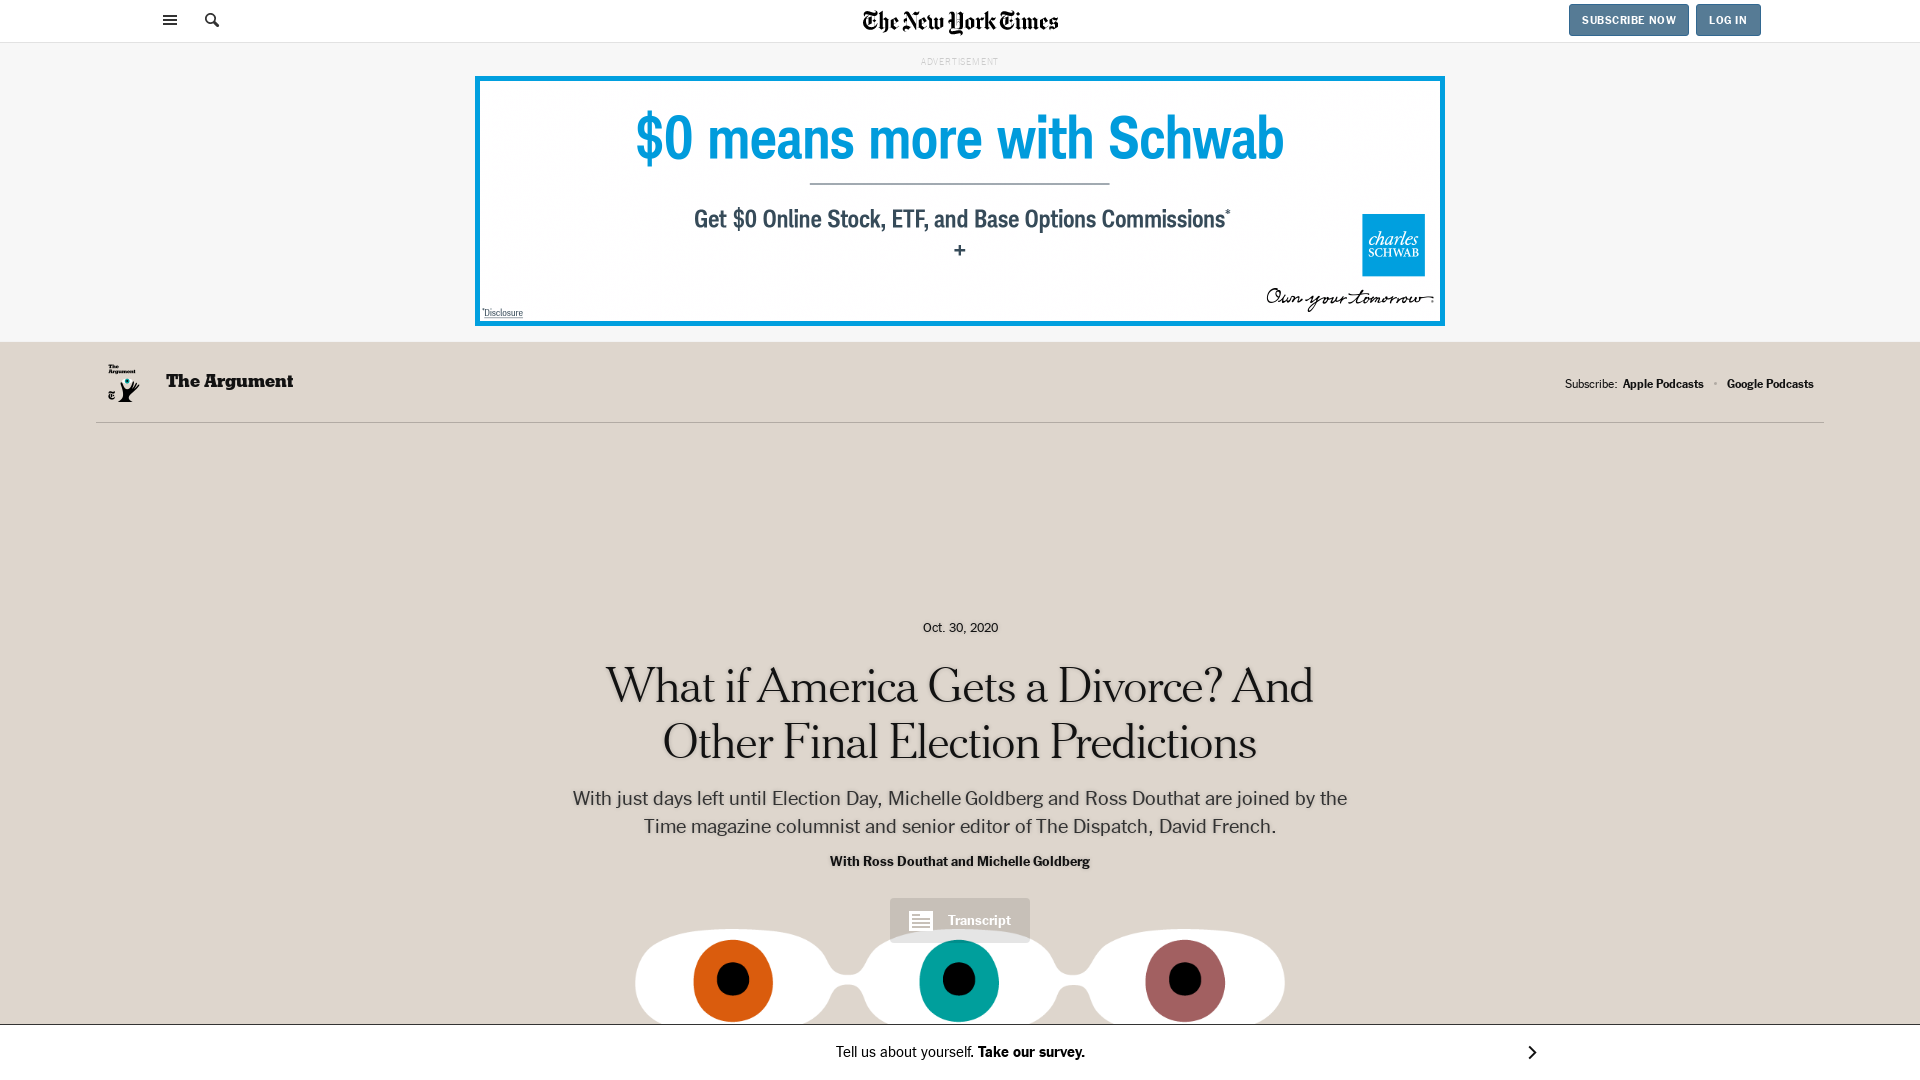 The New York Times
SUBSCRIBE NOW
LOG IN
ADVERTISEMENT
$0 means more with Schwab
Get $0 Online Stock, ETF, and Base Options Commissions*
+
charles
SCHWAB
Own your tomorrow.
*Disclosure
The
Argument
The Argument
Subscribe: Apple Podcasts • Google Podcasts
Oct. 30, 2020
What if America Gets a Divorce? And
Other Final Election Predictions
With just days left until Election Day, Michelle Goldberg and Ross Douthat are joined by the
Time magazine columnist and senior editor of The Dispatch, David French.
With Ross Douthat and Michelle Goldberg
Transcript
Tell us about yourself. Take our survey.